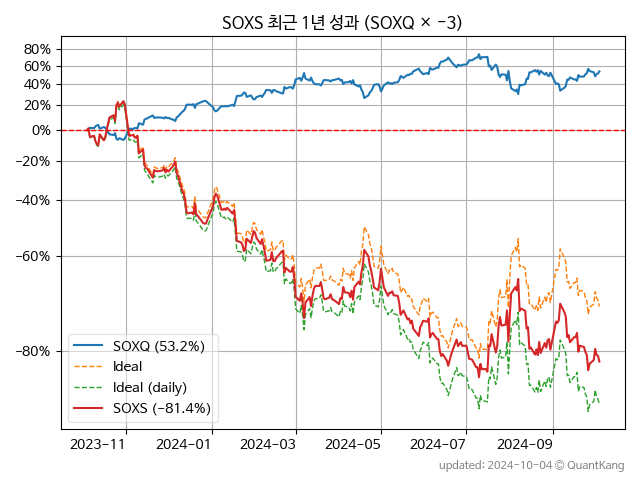 SOXS 최근 1년 성과 (SOXQ × −3)
80%
60%
40%
20%
0%
−20%
−40%
−60%
−80%
SOXQ (53.2%)
Ideal
Ideal (daily)
SOXS (−81.4%)
2023-11
2024-01
2024-03
2024-05
2024-07
2024-09
updated: 2024-10-04 © QuantKang